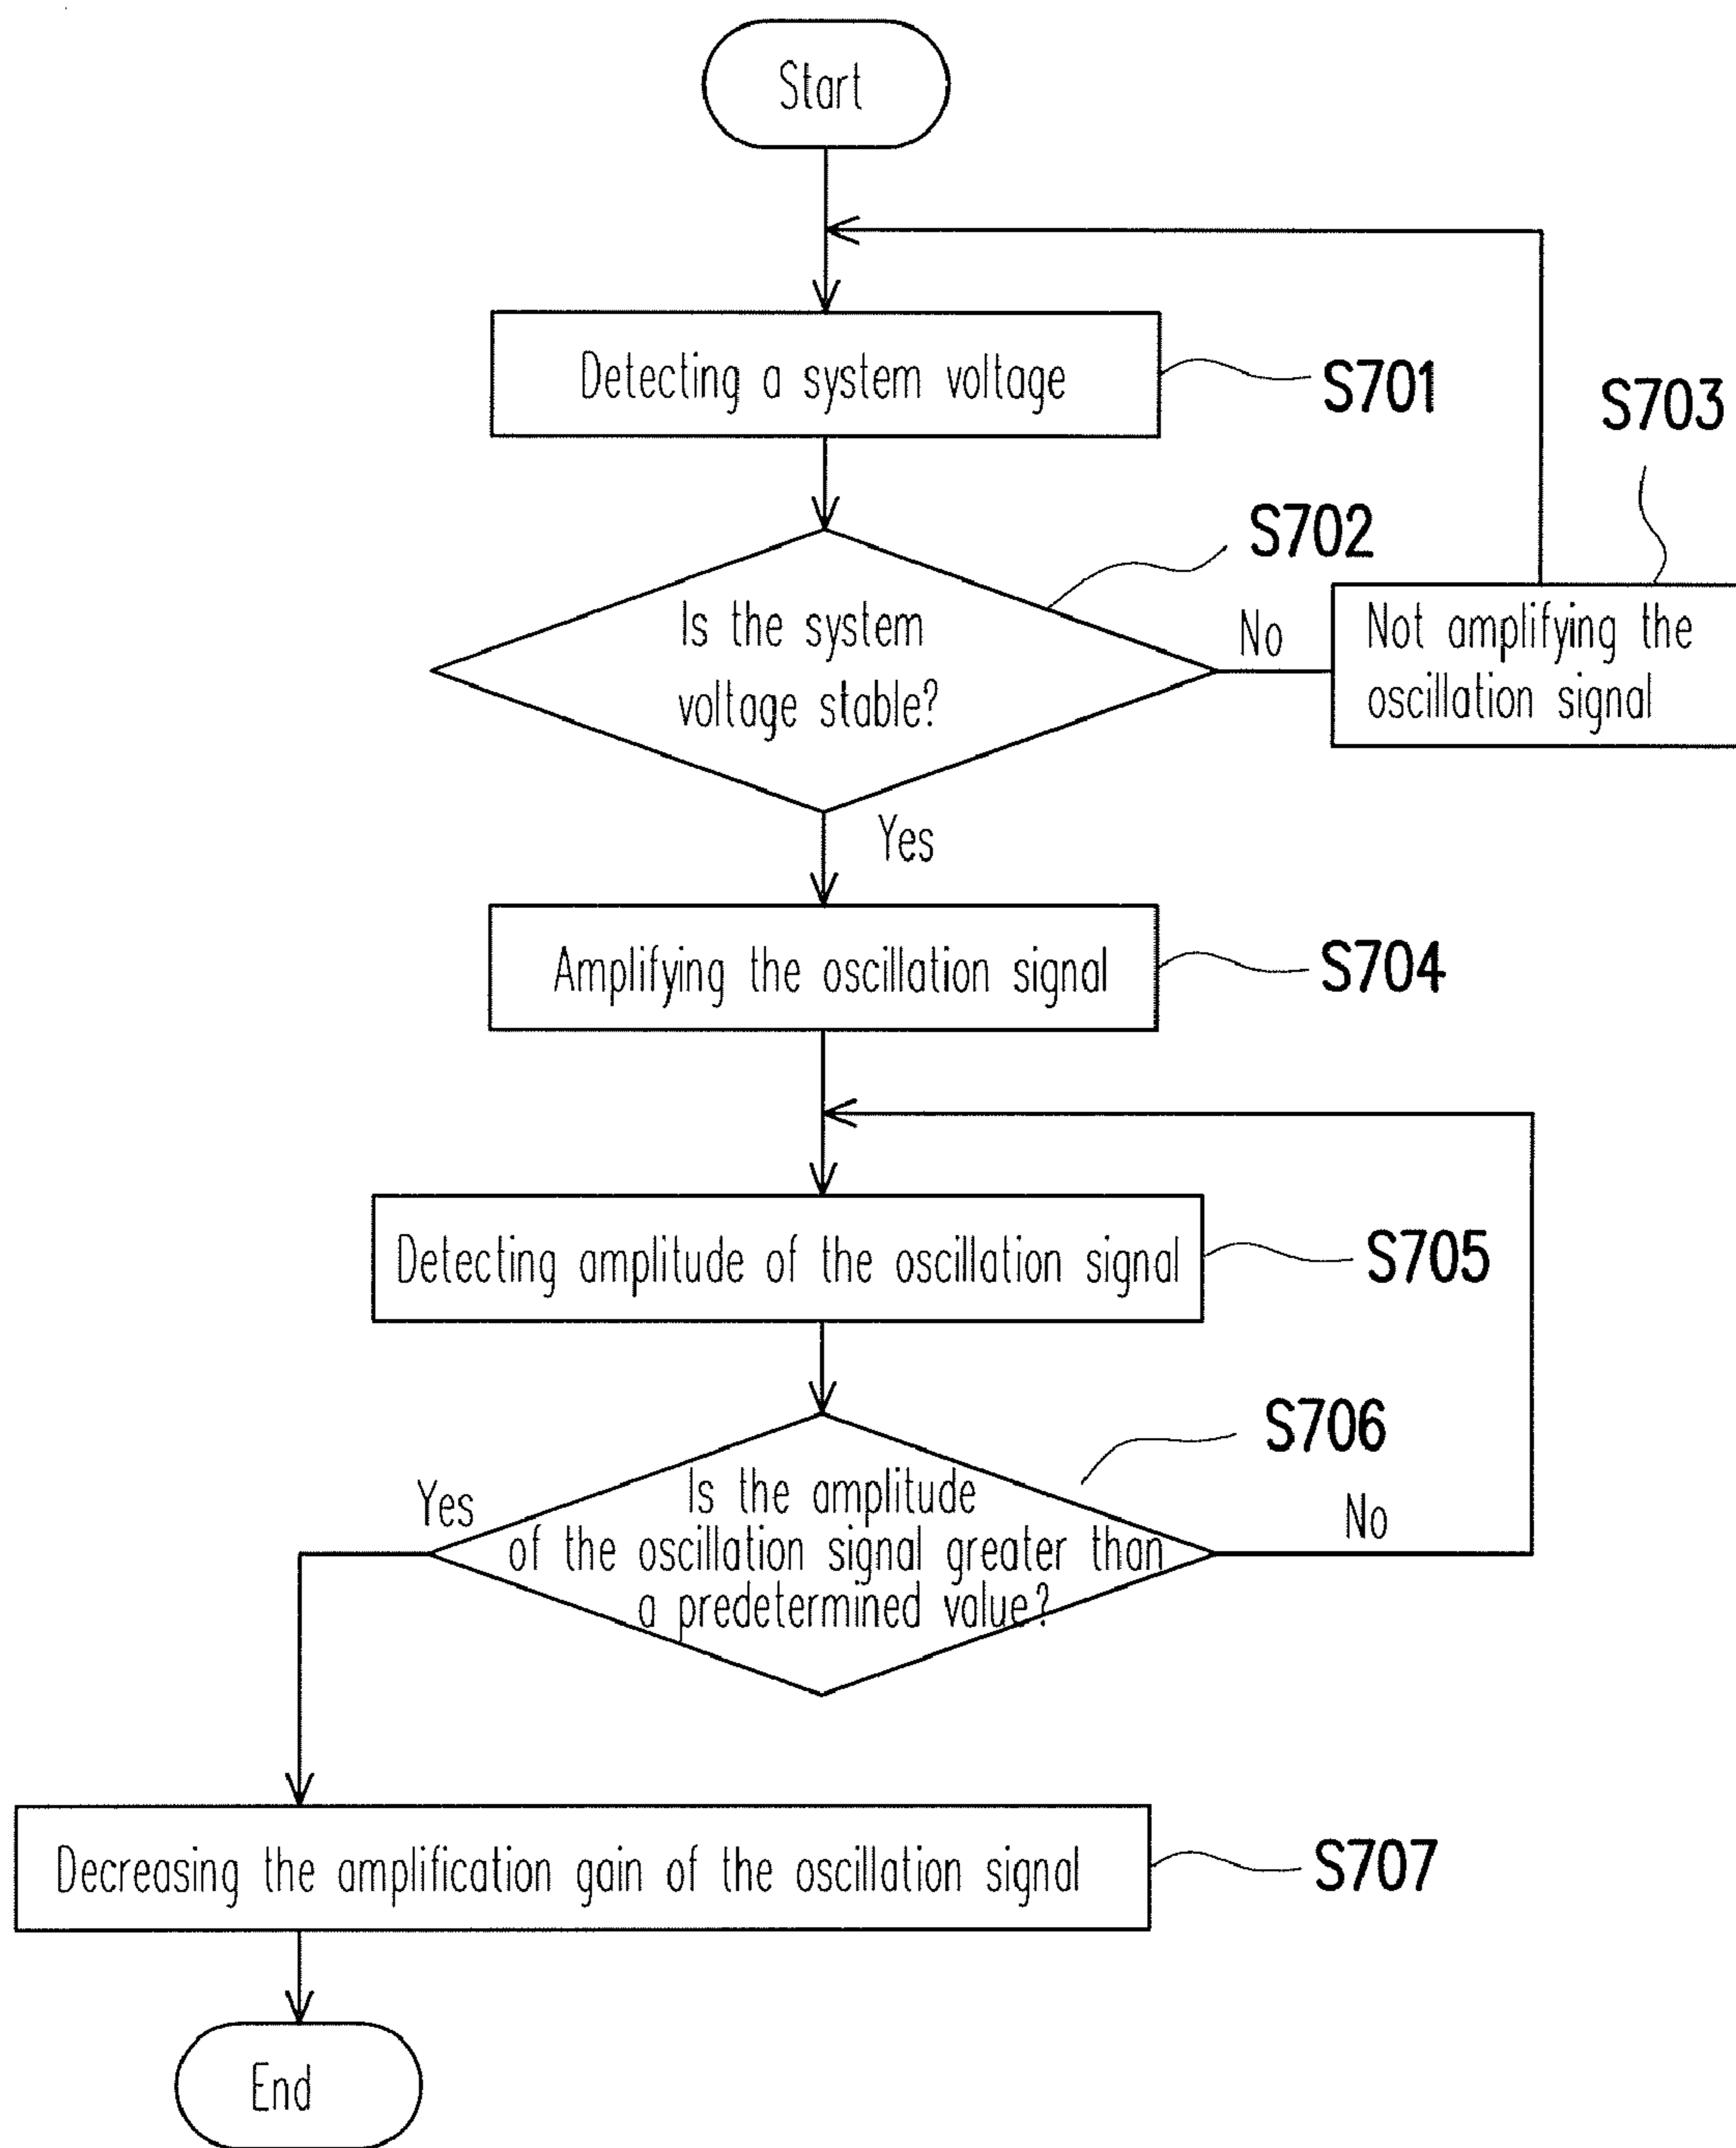 Start
Detecting a system voltage
S701
S703
S702
Is the system
voltage stable?
No
Not amplifying the
oscillation signal
Yes
Amplifying the oscillation signal
S704
Detecting amplitude of the oscillation signal
S705
S706
Yes
Is the amplitude
of the oscillation signal greater than
a predetermined value?
No
Decreasing the amplification gain of the oscillation signal
S707
End